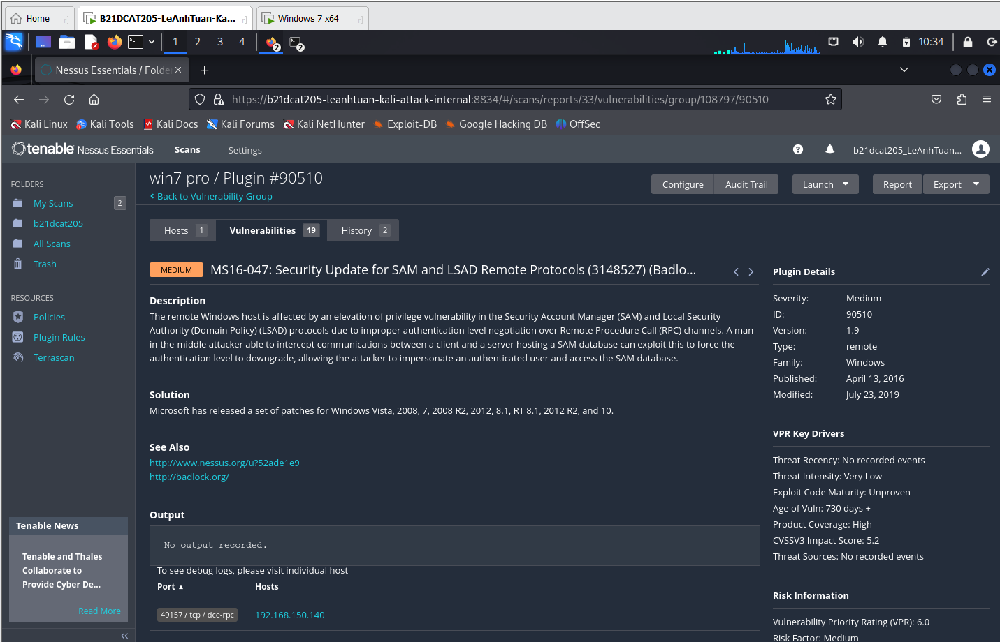 Home
B21DCAT205-LeAnhTuan-Ka...
Windows 7 x64
1 2 3 4
2
2
10:34
Nessus Essentials / Folde
https://b21dcat205-leanhtuan-kali-attack-internal:8834/#/scans/reports/33/vulnerabilities/group/108797/90510
Kali Linux
Kali Tools
Kali Docs
Kali Forums
Kali NetHunter
Exploit-DB
Google Hacking DB
OffSec
tenable Nessus Essentials
Scans
Settings
b21dcat205_LeAnhTuan...
FOLDERS
My Scans 2
b21dcat205
All Scans
Trash
RESOURCES
Policies
Plugin Rules
Terrascan
Tenable News
Tenable and Thales
Collaborate to
Provide Cyber De...
Read More
win7 pro / Plugin #90510
Back to Vulnerability Group
Configure
Audit Trail
Launch
Report
Export
Hosts 1
Vulnerabilities 19
History 2
MEDIUM
MS16-047: Security Update for SAM and LSAD Remote Protocols (3148527) (Badlo...
Description
The remote Windows host is affected by an elevation of privilege vulnerability in the Security Account Manager (SAM) and Local Security
Authority (Domain Policy) (LSAD) protocols due to improper authentication level negotiation over Remote Procedure Call (RPC) channels. A man-
in-the-middle attacker able to intercept communications between a client and a server hosting a SAM database can exploit this to force the
authentication level to downgrade, allowing the attacker to impersonate an authenticated user and access the SAM database.
Solution
Microsoft has released a set of patches for Windows Vista, 2008, 7, 2008 R2, 2012, 8.1, RT 8.1, 2012 R2, and 10.
See Also
http://www.nessus.org/u?52ade1e9
http://badlock.org/
Output
No output recorded.
To see debug logs, please visit individual host
Port Hosts
49157 / tcp / dce-rpc 192.168.150.140
Plugin Details
Severity: Medium
ID: 90510
Version: 1.9
Type: remote
Family: Windows
Published: April 13, 2016
Modified: July 23, 2019
VPR Key Drivers
Threat Recency: No recorded events
Threat Intensity: Very Low
Exploit Code Maturity: Unproven
Age of Vuln: 730 days +
Product Coverage: High
CVSSV3 Impact Score: 5.2
Threat Sources: No recorded events
Risk Information
Vulnerability Priority Rating (VPR): 6.0
Risk Factor: Medium